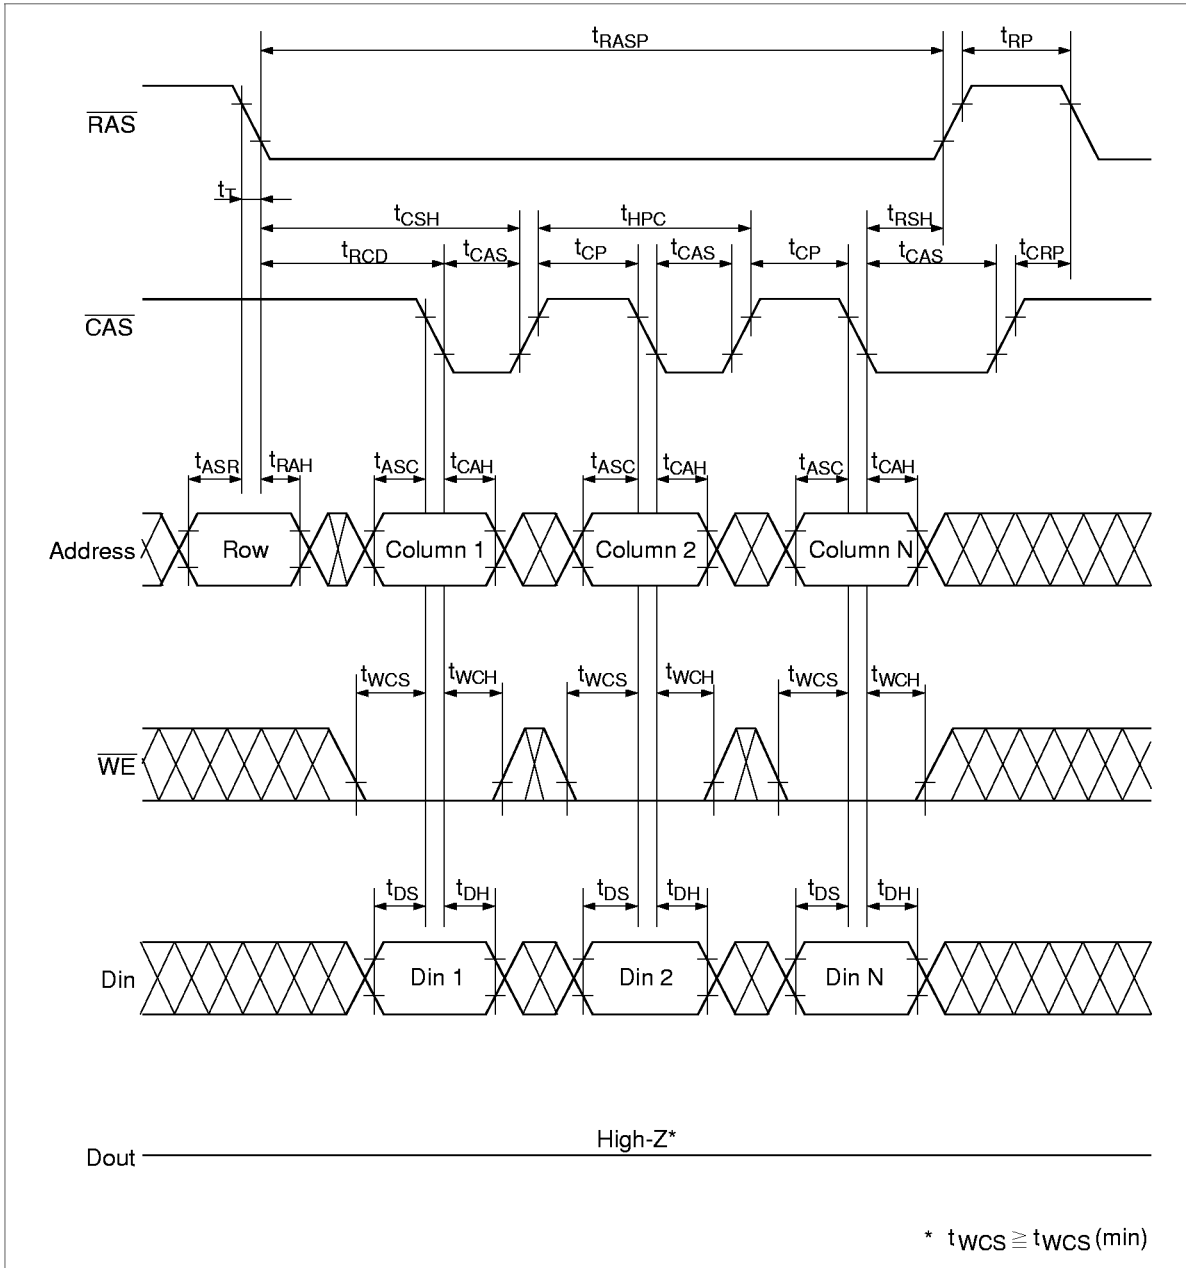 tRASP tRP
RAS
tT
tCSH tHPC tRSH
tRCD tCAS tCP tCAS tCP tCAS tCRP
CAS
tASR tRAH tASC tCAH tASC tCAH tASC tCAH
Address Row Column 1 Column 2 Column N
tWCS tWCH tWCS tWCH tWCS tWCH
WE
tDS tDH tDS tDH tDS tDH
Din Din 1 Din 2 Din N
High-Z*
Dout
* tWCS ≧ tWCS (min)